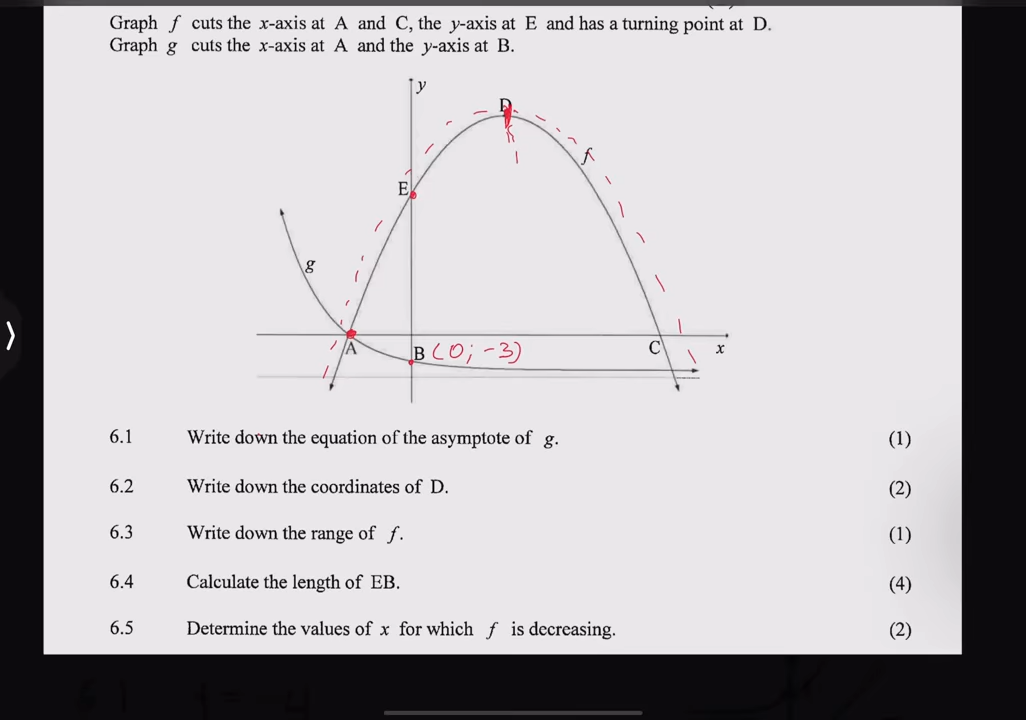 Graph f cuts the x-axis at A and C, the y-axis at E and has a turning point at D.
Graph g cuts the x-axis at A and the y-axis at B.
y
D
f
E
g
A
B (0; -3)
C
x
6.1 Write down the equation of the asymptote of g. (1)
6.2 Write down the coordinates of D. (2)
6.3 Write down the range of f. (1)
6.4 Calculate the length of EB. (4)
6.5 Determine the values of x for which f is decreasing. (2)